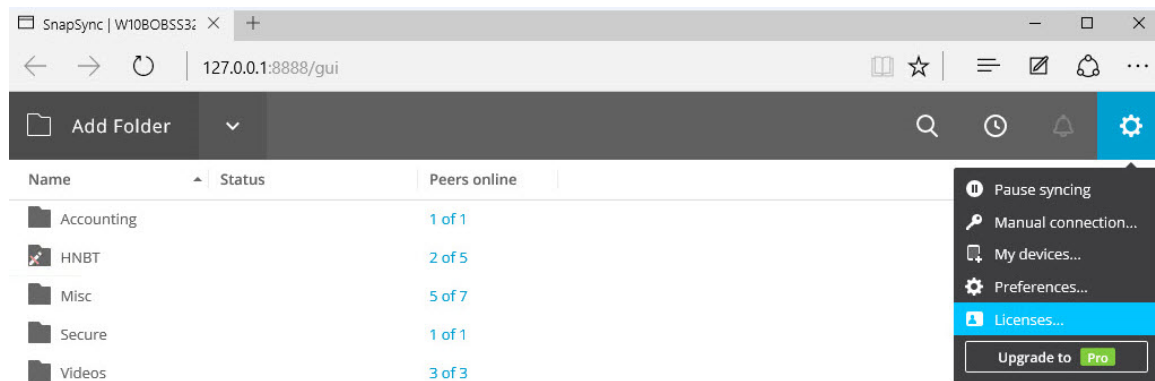 SnapSync | W10BOBSS32
127.0.0.1:8888/gui
Add Folder
Name Status Peers online
Accounting 1 of 1
HNBT 2 of 5
Misc 5 of 7
Secure 1 of 1
Videos 3 of 3
Pause syncing
Manual connection...
My devices...
Preferences...
Licenses...
Upgrade to Pro